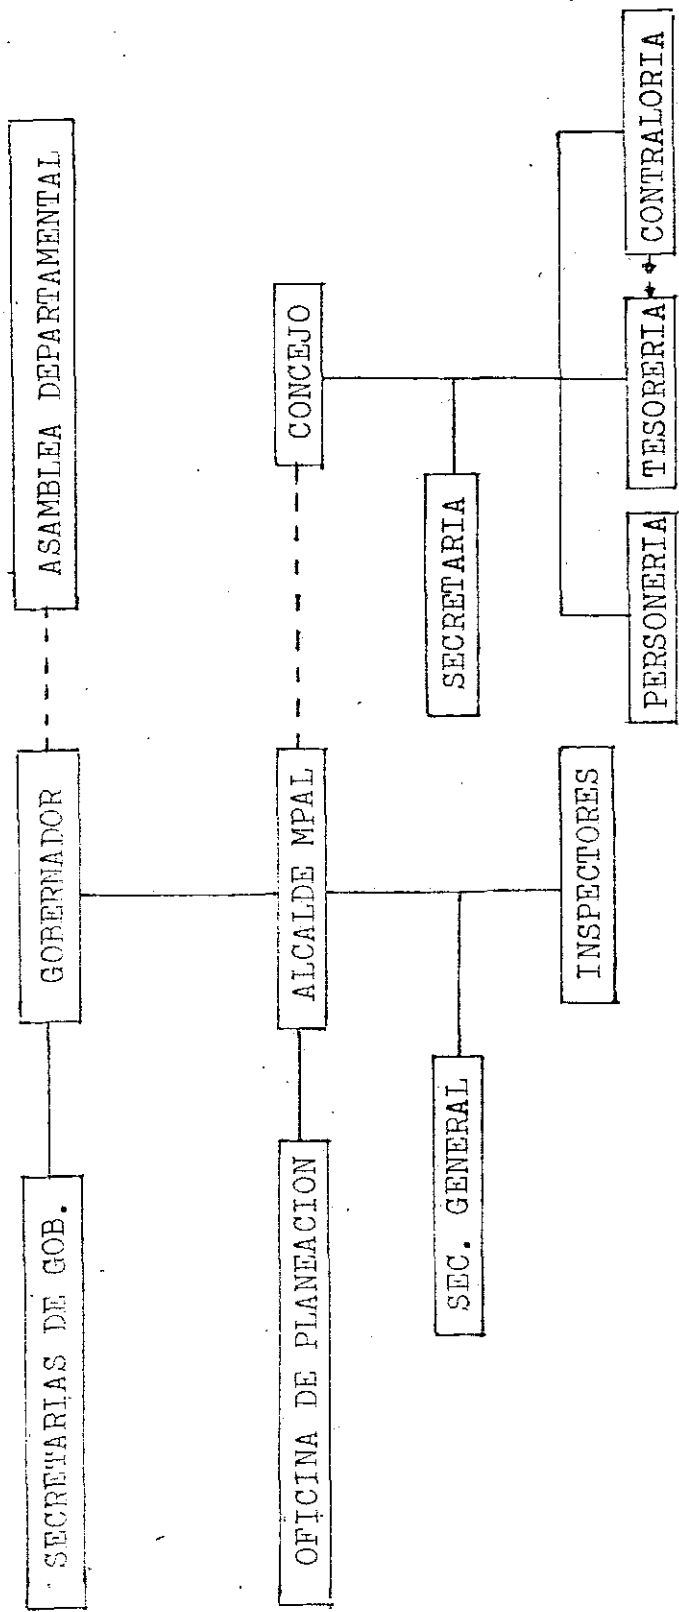 SECRETARIAS DE GOB.
GOBERNADOR
ASAMBLEA DEPARTAMENTAL
OFICINA DE PLANEACION
ALCALDE MPAL
CONCEJO
SEC. GENERAL
SECRETARIA
INSPECTORES
PERSONERIA
TESORERIA
CONTRALORIA